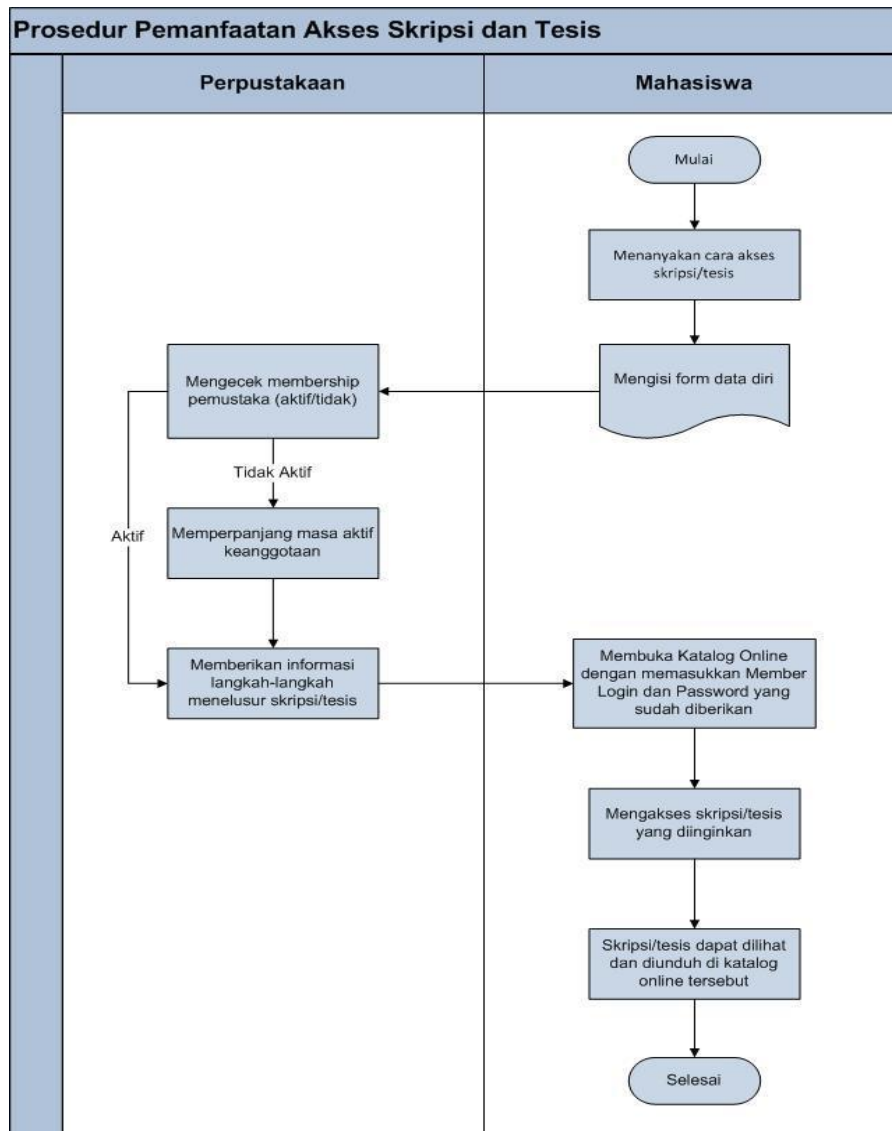 Prosedur Pemanfaatan Akses Skripsi dan Tesis
Perpustakaan
Mahasiswa
Mulai
Menanyakan cara akses
skripsi/tesis
Mengisi form data diri
Mengecek membership
pemustaka (aktif/tidak)
Tidak Aktif
Aktif
Memperpanjang masa aktif
keanggotaan
Memberikan informasi
langkah-langkah
menelusur skripsi/tesis
Membuka Katalog Online
dengan memasukkan Member
Login dan Password yang
sudah diberikan
Mengakses skripsi/tesis
yang diinginkan
Skripsi/tesis dapat dilihat
dan diunduh di katalog
online tersebut
Selesai